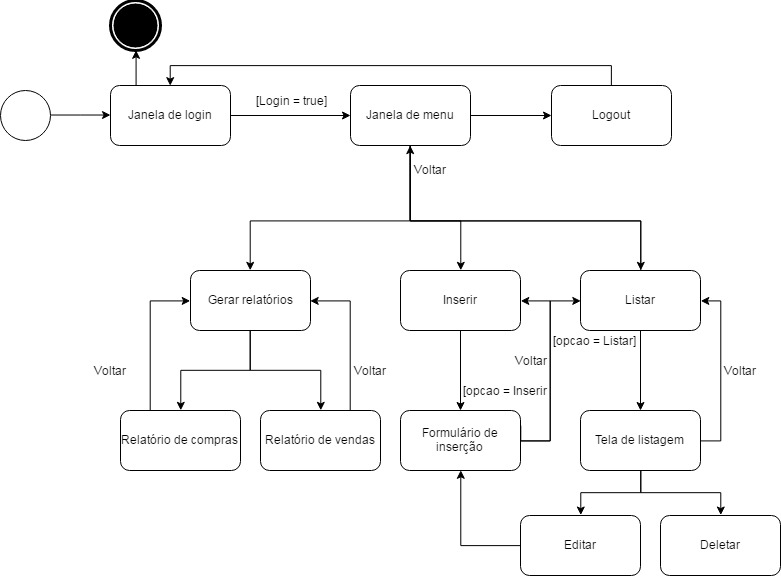 Janela de login
[Login = true]
Janela de menu
Logout
Voltar
Gerar relatórios
Inserir
Listar
[opcao = Listar]
Voltar
Voltar
Voltar
Voltar
[opcao = Inserir
Relatório de compras
Relatório de vendas
Formulário de
inserção
Tela de listagem
Editar
Deletar